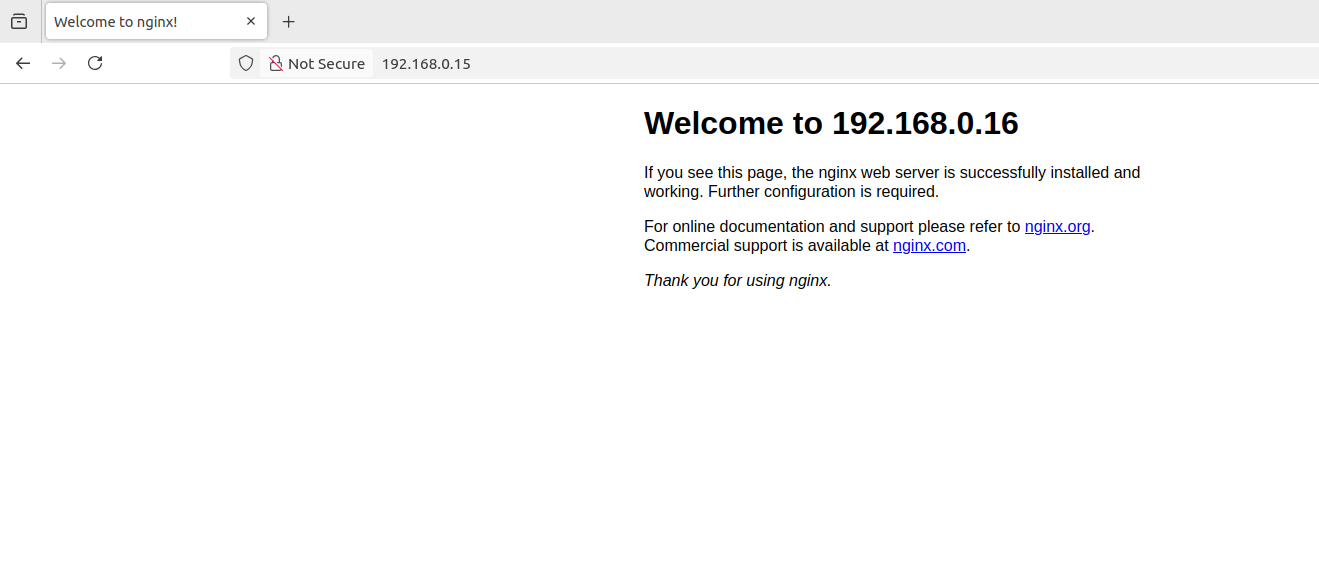 Welcome to nginx!
Not Secure 192.168.0.15
Welcome to 192.168.0.16
If you see this page, the nginx web server is successfully installed and
working. Further configuration is required.
For online documentation and support please refer to nginx.org.
Commercial support is available at nginx.com.
Thank you for using nginx.